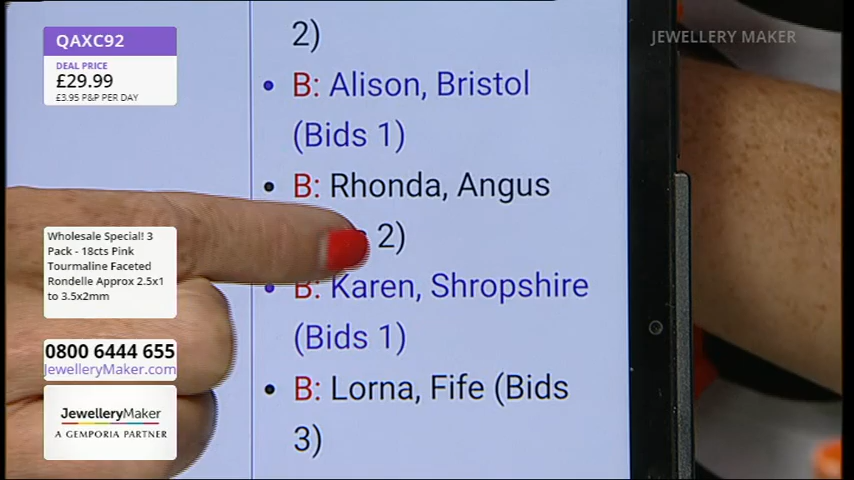 QAXC92
DEAL PRICE
£29.99
£3.95 P&P PER DAY
JEWELLERY MAKER
2)
B: Alison, Bristol
(Bids 1)
B: Rhonda, Angus
2)
B: Karen, Shropshire
(Bids 1)
B: Lorna, Fife (Bids
3)
Wholesale Special! 3
Pack - 18cts Pink
Tourmaline Faceted
Rondelle Approx 2.5x1
to 3.5x2mm
0800 6444 655
JewelleryMaker.com
JewelleryMaker
A GEMPORIA PARTNER